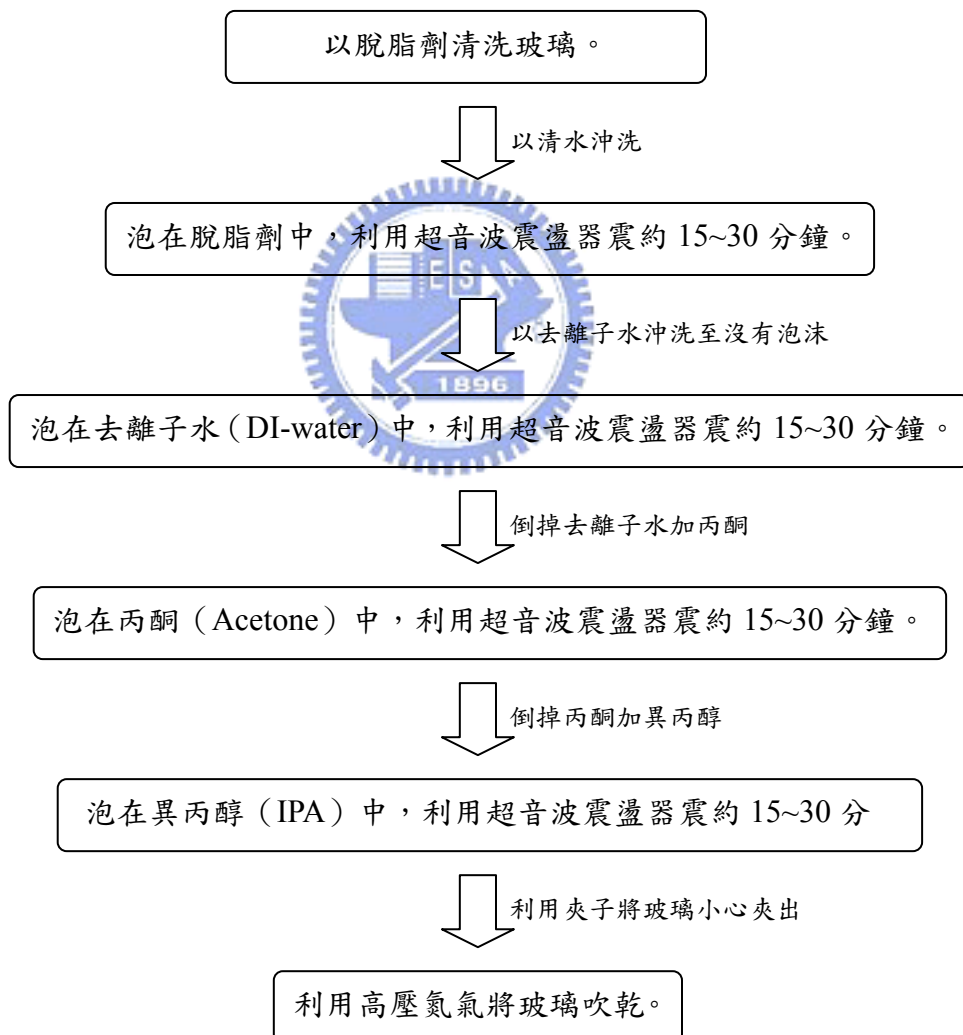 以脫脂劑清洗玻璃。
以清水沖洗
泡在脫脂劑中，利用超音波震盪器震約 15~30 分鐘。
ES
以去離子水沖洗至沒有泡沫
1896
泡在去離子水（DI-water）中，利用超音波震盪器震約 15~30 分鐘。
倒掉去離子水加丙酮
泡在丙酮（Acetone）中，利用超音波震盪器震約 15~30 分鐘。
倒掉丙酮加異丙醇
泡在異丙醇（IPA）中，利用超音波震盪器震約 15~30 分
利用夾子將玻璃小心夾出
利用高壓氮氣將玻璃吹乾。